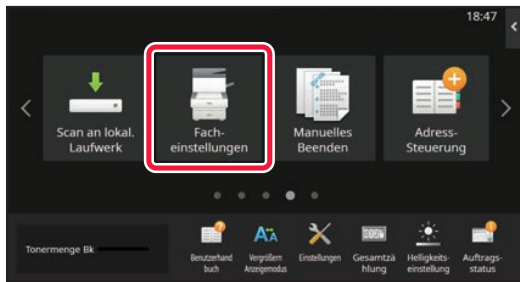 18:47
Scan an lokal.
Laufwerk
Fach-
einstellungen
Manuelles
Beenden
Adress-
Steuerung
Tonermenge Bk
Benutzerhand
buch
Vergrößern
Anzeigemodus
Einstellungen
Gesamtzä
hlung
Helligkeits-
einstellung
Auftrags-
status